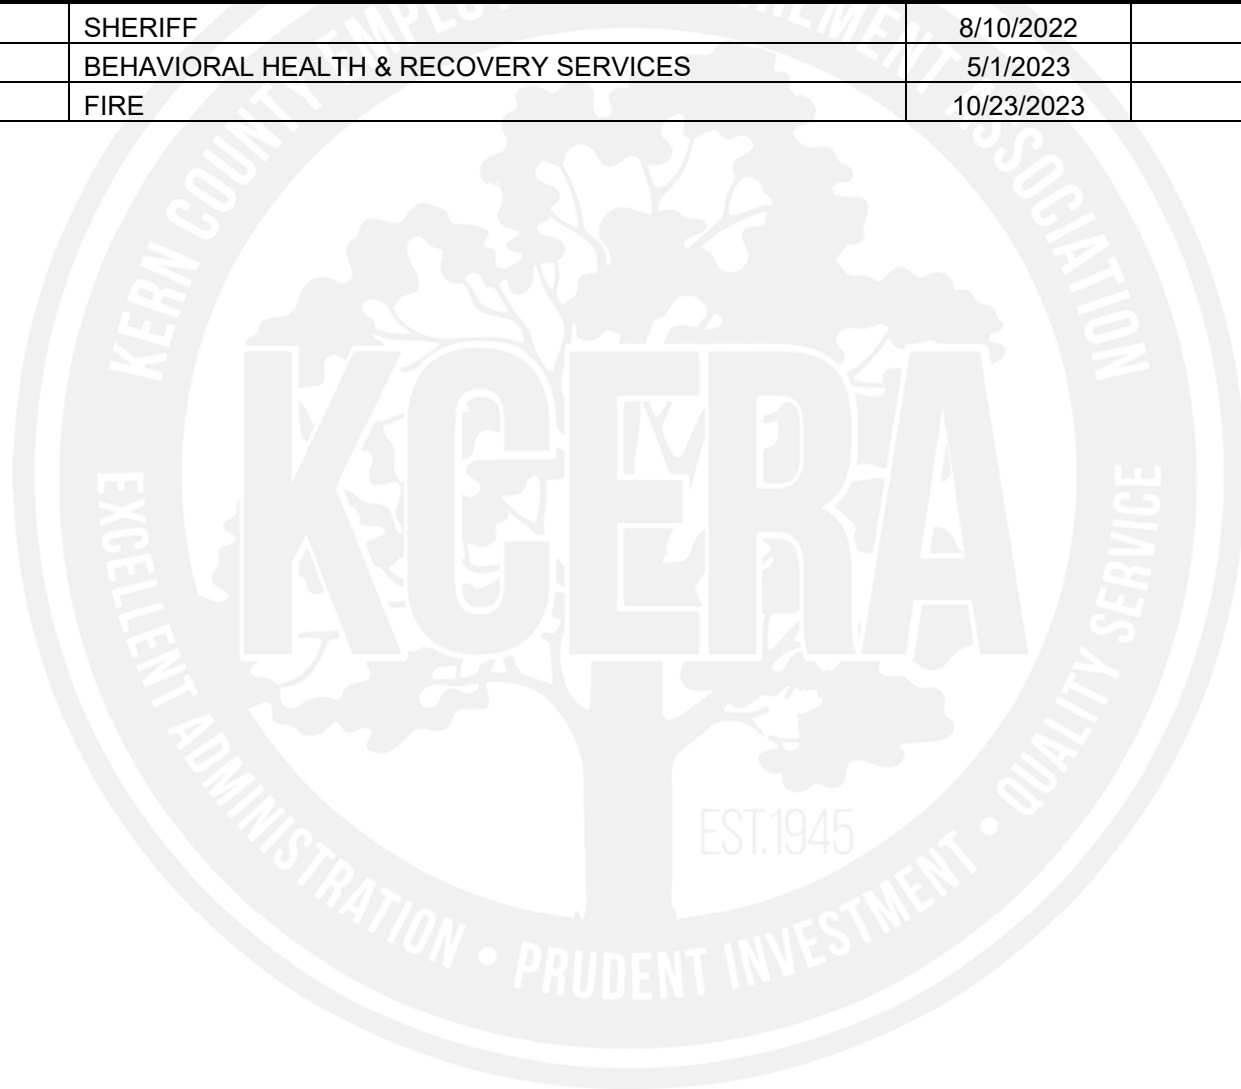 SHERIFF 8/10/2022
BEHAVIORAL HEALTH & RECOVERY SERVICES 5/1/2023
FIRE 10/23/2023
KERN COUNTY EMPLOYEES' RETIREMENT ASSOCIATION
KCERA
EST.1945
EXCELLENT ADMINISTRATION • PRUDENT INVESTMENT • QUALITY SERVICE